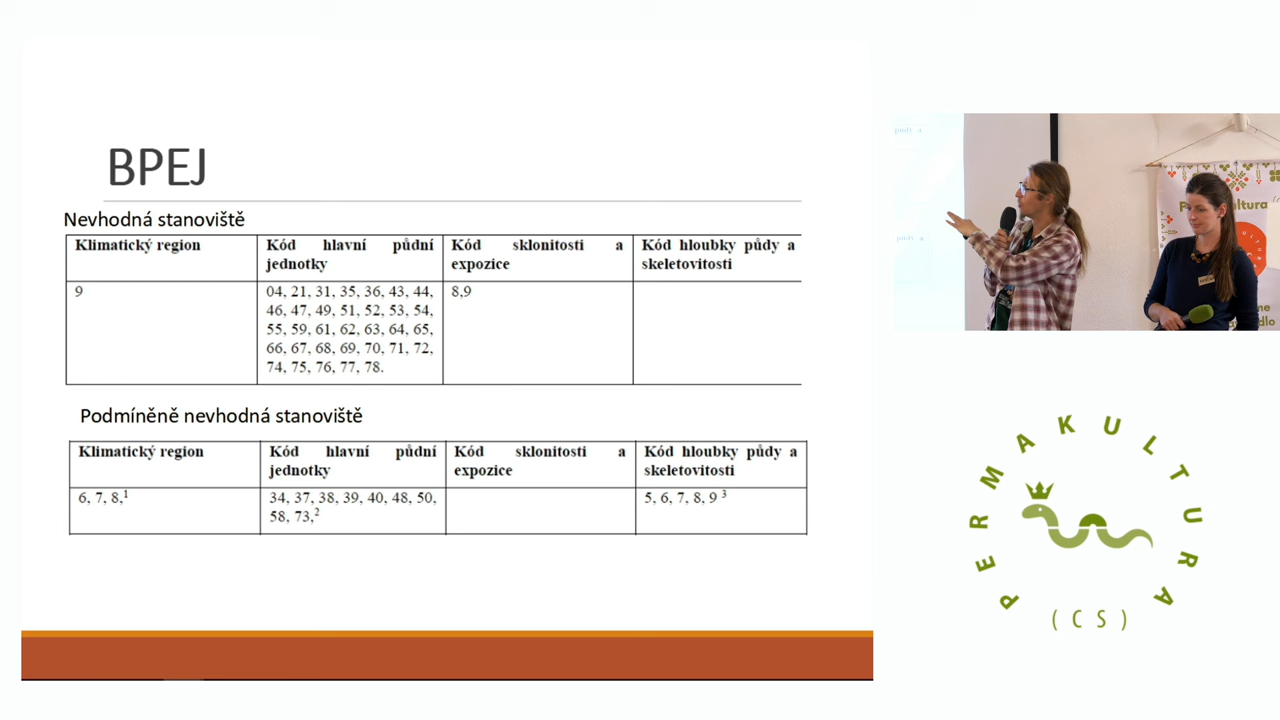 BPEJ
Nevhodná stanoviště
Klimatický region
Kód hlavní půdní
jednotky
Kód sklonitosti a
expozice
Kód hloubky půdy a
skeletovitosti
9
04, 21, 31, 35, 36, 43, 44,
46, 47, 49, 51, 52, 53, 54,
55, 59, 61, 62, 63, 64, 65,
66, 67, 68, 69, 70, 71, 72,
74, 75, 76, 77, 78.
8,9
Podmíněně nevhodná stanoviště
Klimatický region
Kód hlavní půdní
jednotky
Kód sklonitosti a
expozice
Kód hloubky půdy a
skeletovitosti
6, 7, 8,¹
34, 37, 38, 39, 40, 48, 50,
58, 73,²
5, 6, 7, 8, 9 ³
půdy a
půdy a
PERMAKULTURA
(CS)